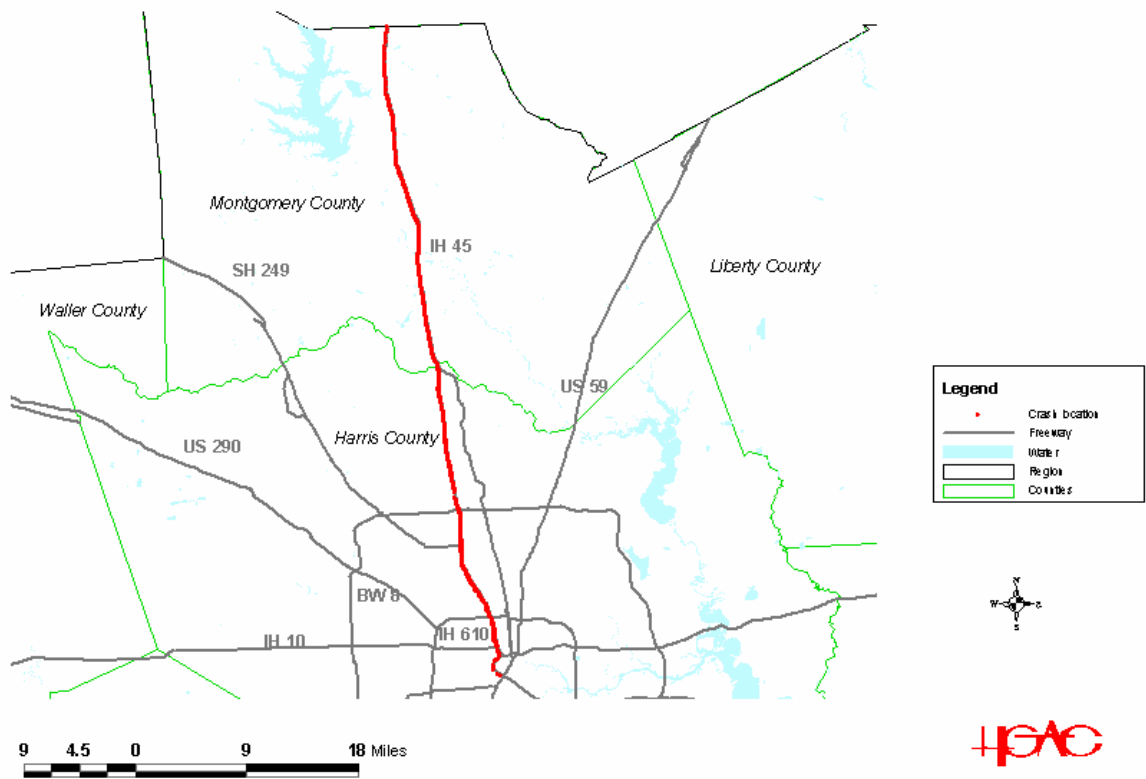 Montgomery County
IH 45
SH 249
Liberty County
Waller County
US 59
Harris County
US 290
BW 8
IH 610
IH 10
Legend
Crash location
Freeway
Water
Region
Counties
N
W
E
S
9 4.5 0 9 18 Miles
HGAC